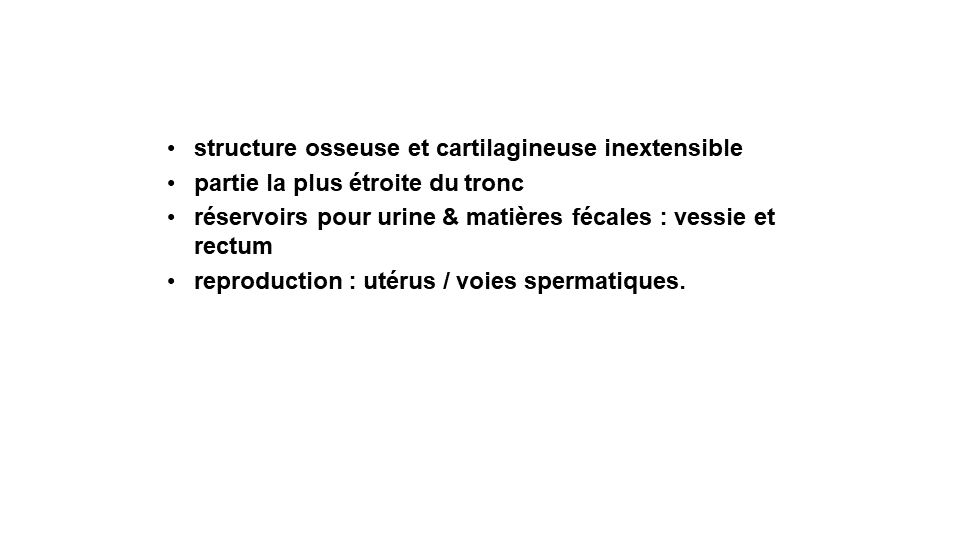 • structure osseuse et cartilagineuse inextensible
• partie la plus étroite du tronc
• réservoirs pour urine & matières fécales : vessie et
rectum
• reproduction : utérus / voies spermatiques.